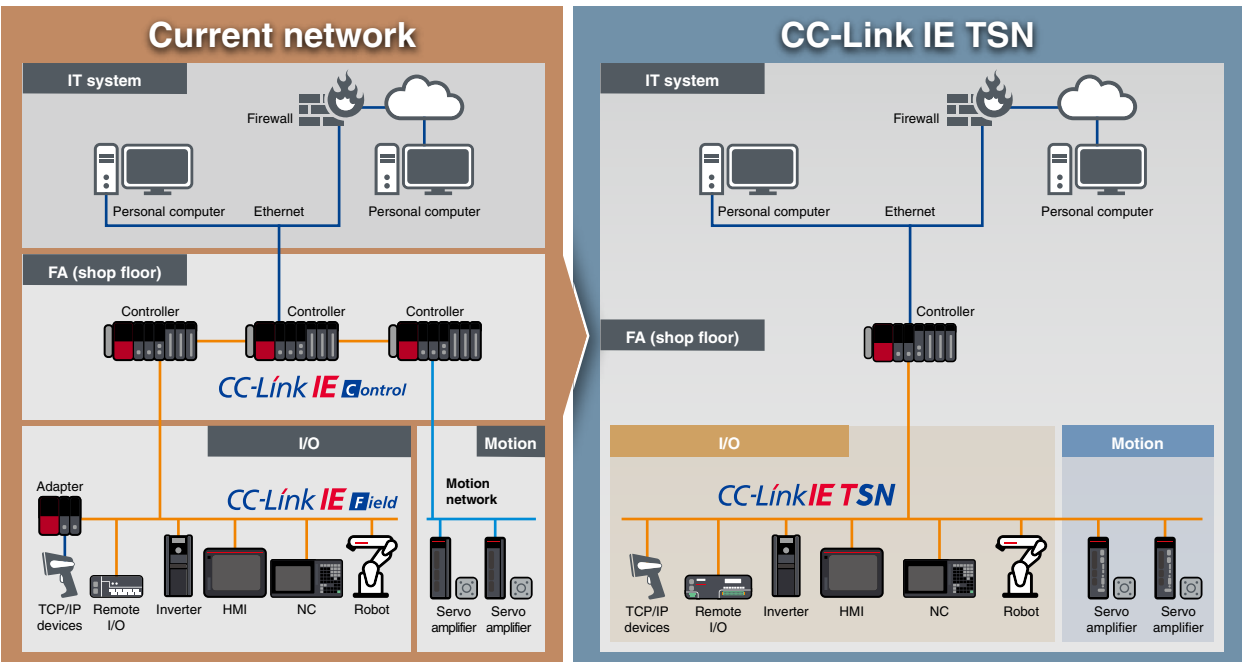 Current network
IT system
Firewall
Personal computer
Ethernet
Personal computer
FA (shop floor)
Controller
Controller
Controller
CC-Link IE Control
I/O
Motion
Adapter
CC-Link IE Field
Motion
network
TCP/IP
devices
Remote
I/O
Inverter
HMI
NC
Robot
Servo
amplifier
Servo
amplifier
CC-Link IE TSN
IT system
Firewall
Personal computer
Ethernet
Personal computer
Controller
FA (shop floor)
I/O
Motion
CC-Link IE TSN
TCP/IP
devices
Remote
I/O
Inverter
HMI
NC
Robot
Servo
amplifier
Servo
amplifier